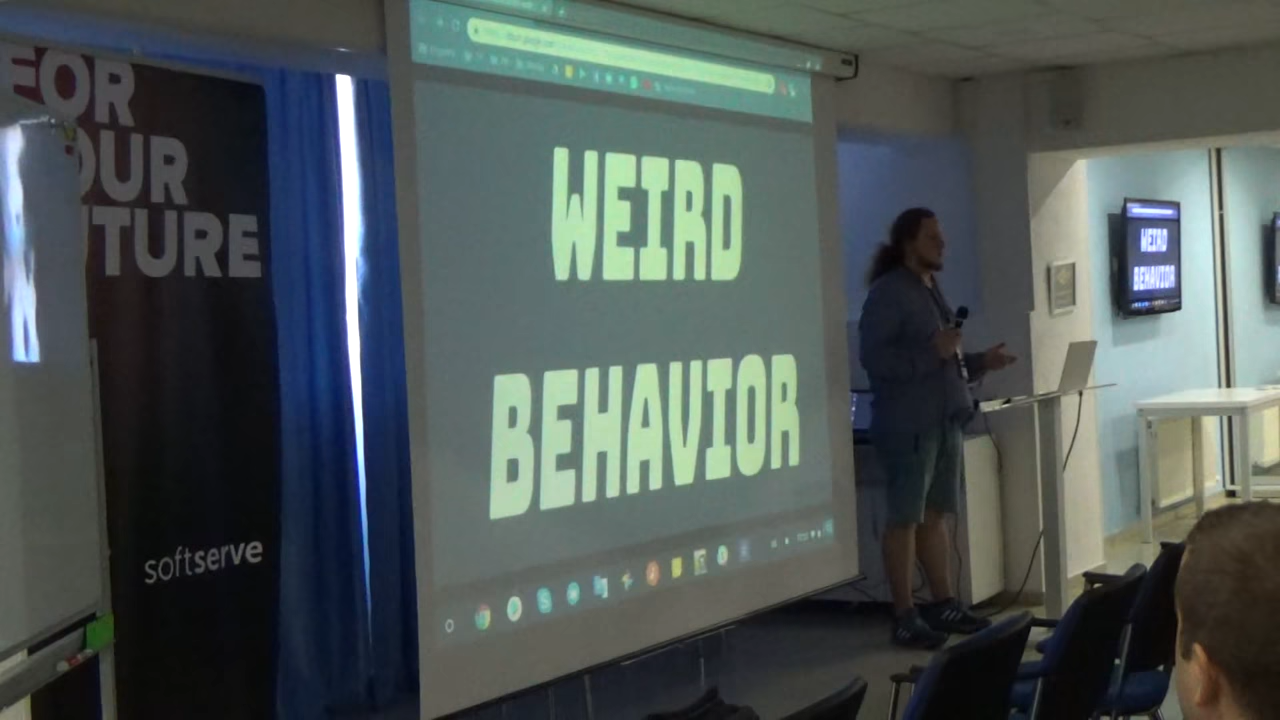 FOR
OUR
TURE
softserve
WEIRD
BEHAVIOR
WEIRD
BEHAVIOR